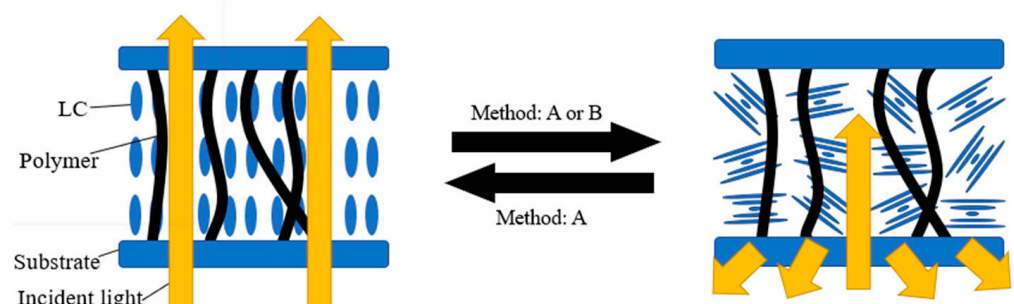 LC
Polymer
Substrate
Incident light
Method: A or B
Method: A